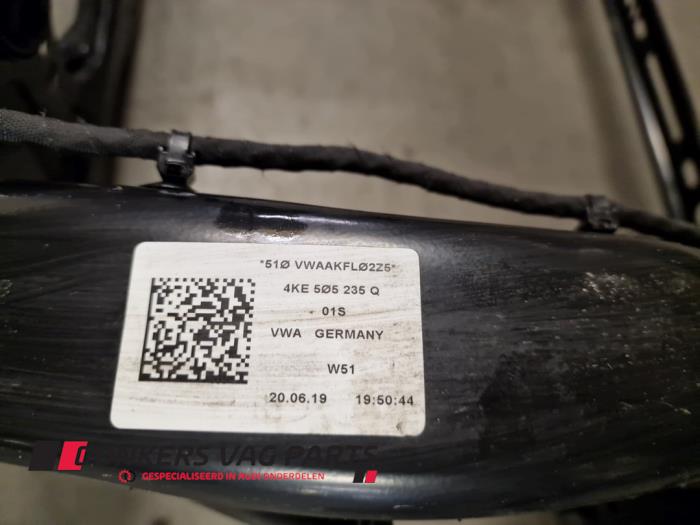 *51Ø VWAAKFLØ2Z5*
4KE 5Ø5 235 Q
01S
VWA GERMANY
W51
20.06.19 19:50:44
VAG PARTS
GESPECIALISEERD IN AUDI ONDERDELEN